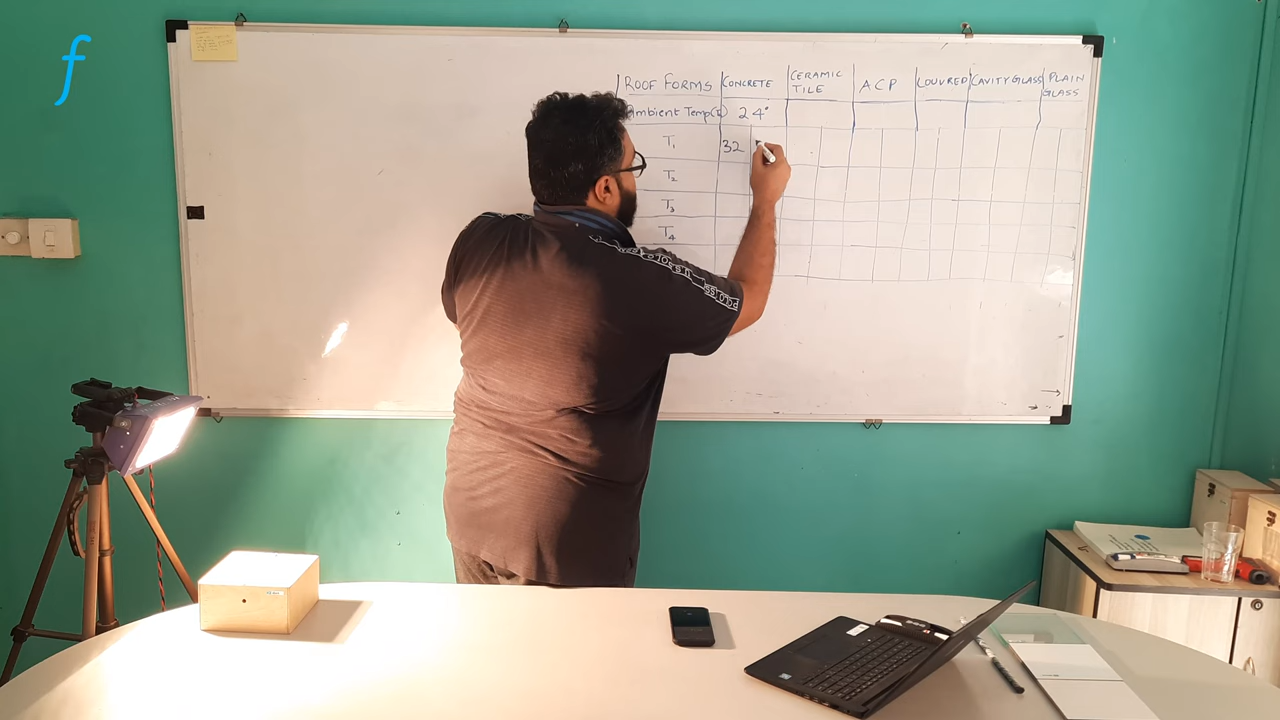 f
ROOF FORMS CONCRETE CERAMIC TILE ACP LOUVRED CAVITY GLASS PLAIN GLASS
Ambient Temp 24°
T1 32
T2
T3
T4